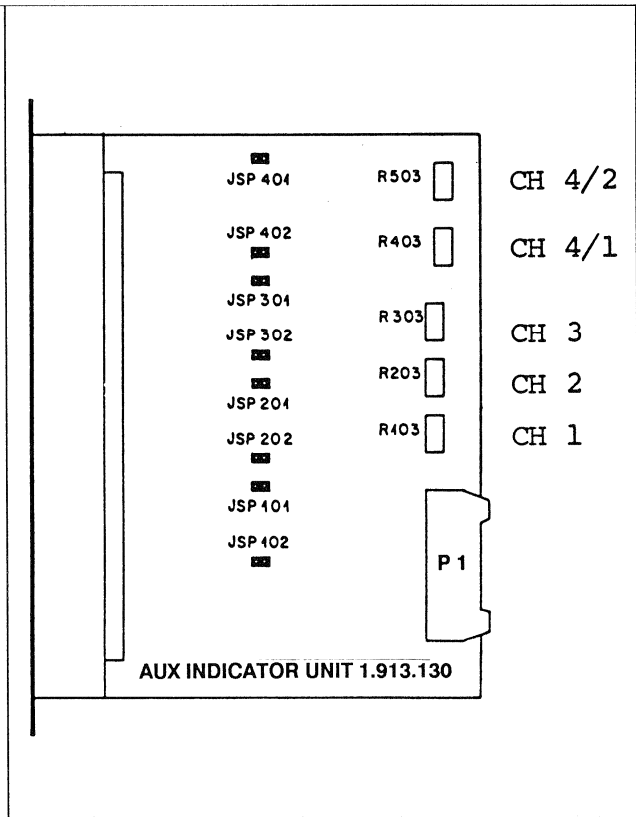 JSP 401 R503 CH 4/2
JSP 402 R403 CH 4/1
JSP 301
R303 CH 3
JSP 302
R203 CH 2
JSP 201
JSP 202 R103 CH 1
JSP 101
JSP 102
P 1
AUX INDICATOR UNIT 1.913.130